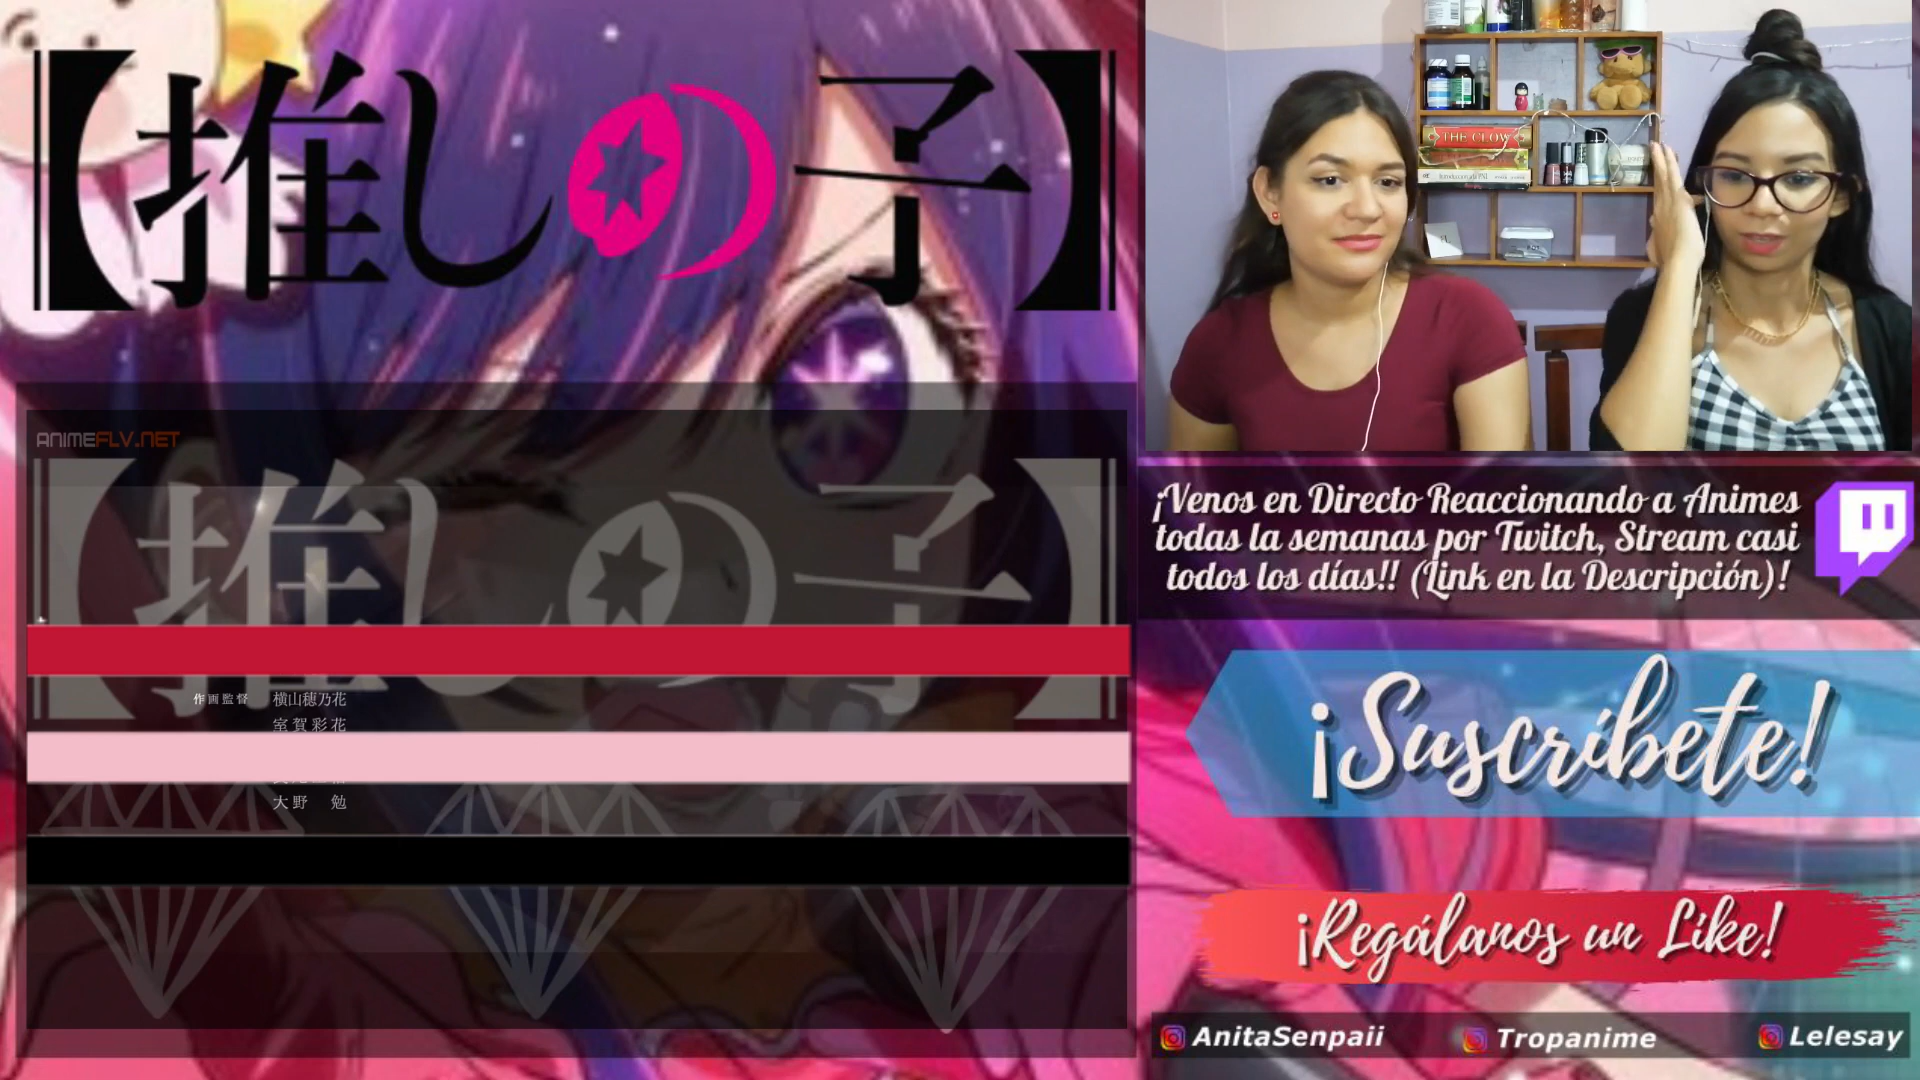 【推しの子】
ANIMEFLV.NET
【推しの子】
作画監督 横山穂乃花
室賀彩花
大野 勉
THE CLOW
¡Venos en Directo Reaccionando a Animes
todas la semanas por Twitch, Stream casi
todos los días!! (Link en la Descripción)!
¡Suscríbete!
¡Regálanos un Like!
AnitaSenpaii
Tropanime
Lelesay